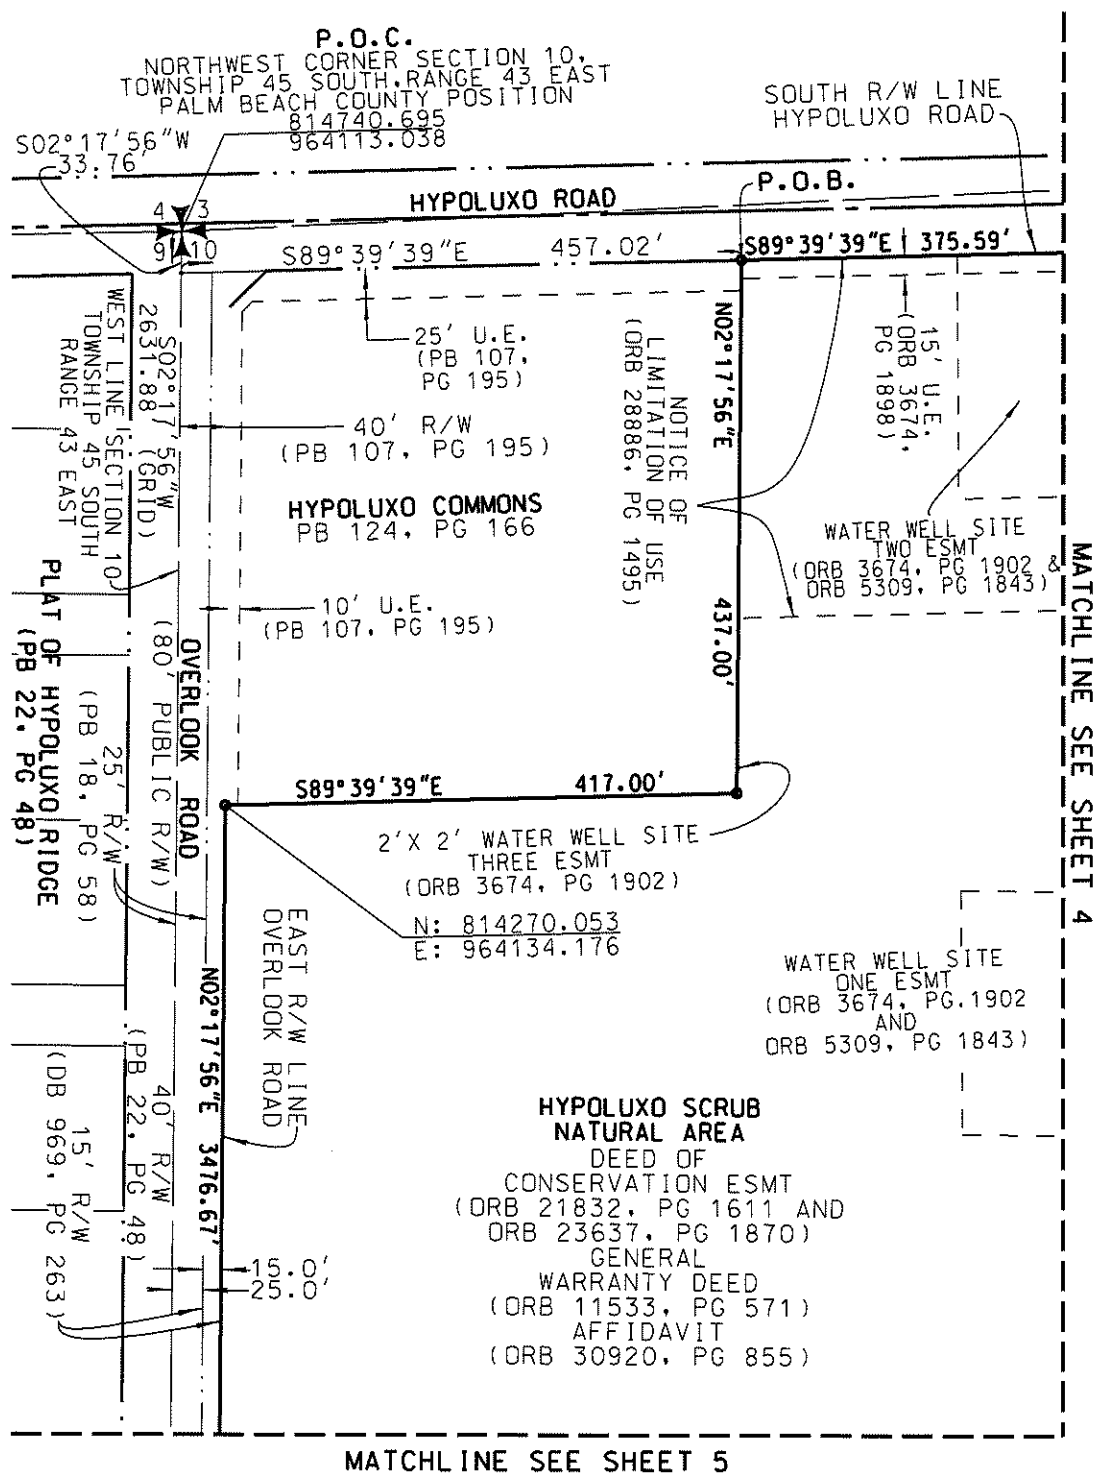 P.O.C.
NORTHWEST CORNER SECTION 10,
TOWNSHIP 45 SOUTH, RANGE 43 EAST
PALM BEACH COUNTY POSITION
814740.695
964113.038
SOUTH R/W LINE
HYPOLUXO ROAD
S02°17'56"W
33.76'
HYPOLUXO ROAD
P.O.B.
4 3
9 10
S89°39'39"E 457.02'
S89°39'39"E 375.59'
25' U.E.
(PB 107,
PG 195)
40' R/W
(PB 107, PG 195)
HYPOLUXO COMMONS
PB 124, PG 166
10' U.E.
(PB 107, PG 195)
NOTICE OF
LIMITATION OF USE
(ORB 28886, PG 1495)
N02°17'56"E 437.00'
15' U.E.
(ORB 3674,
PG 1898)
WATER WELL SITE
TWO ESMT
(ORB 3674, PG 1902 &
ORB 5309, PG 1843)
MATCHLINE SEE SHEET 4
S02°17'56"W
2631.88 (GRID)
WEST LINE SECTION 10
TOWNSHIP 45 SOUTH
RANGE 43 EAST
OVERLOOK ROAD
(80' PUBLIC R/W)
25' R/W
(PB 18, PG 58)
PLAT OF HYPOLUXO RIDGE
(PB 22, PG 48)
S89°39'39"E 417.00'
2'X 2' WATER WELL SITE
THREE ESMT
(ORB 3674, PG 1902)
N: 814270.053
E: 964134.176
EAST R/W LINE
OVERLOOK ROAD
N02°17'56"E 3476.67'
40' R/W
(PB 22, PG 48)
15' R/W
(DB 969, PG 263)
15.0'
25.0'
WATER WELL SITE
ONE ESMT
(ORB 3674, PG.1902
AND
ORB 5309, PG 1843)
HYPOLUXO SCRUB
NATURAL AREA
DEED OF
CONSERVATION ESMT
(ORB 21832, PG 1611 AND
ORB 23637, PG 1870)
GENERAL
WARRANTY DEED
(ORB 11533, PG 571)
AFFIDAVIT
(ORB 30920, PG 855)
MATCHLINE SEE SHEET 5